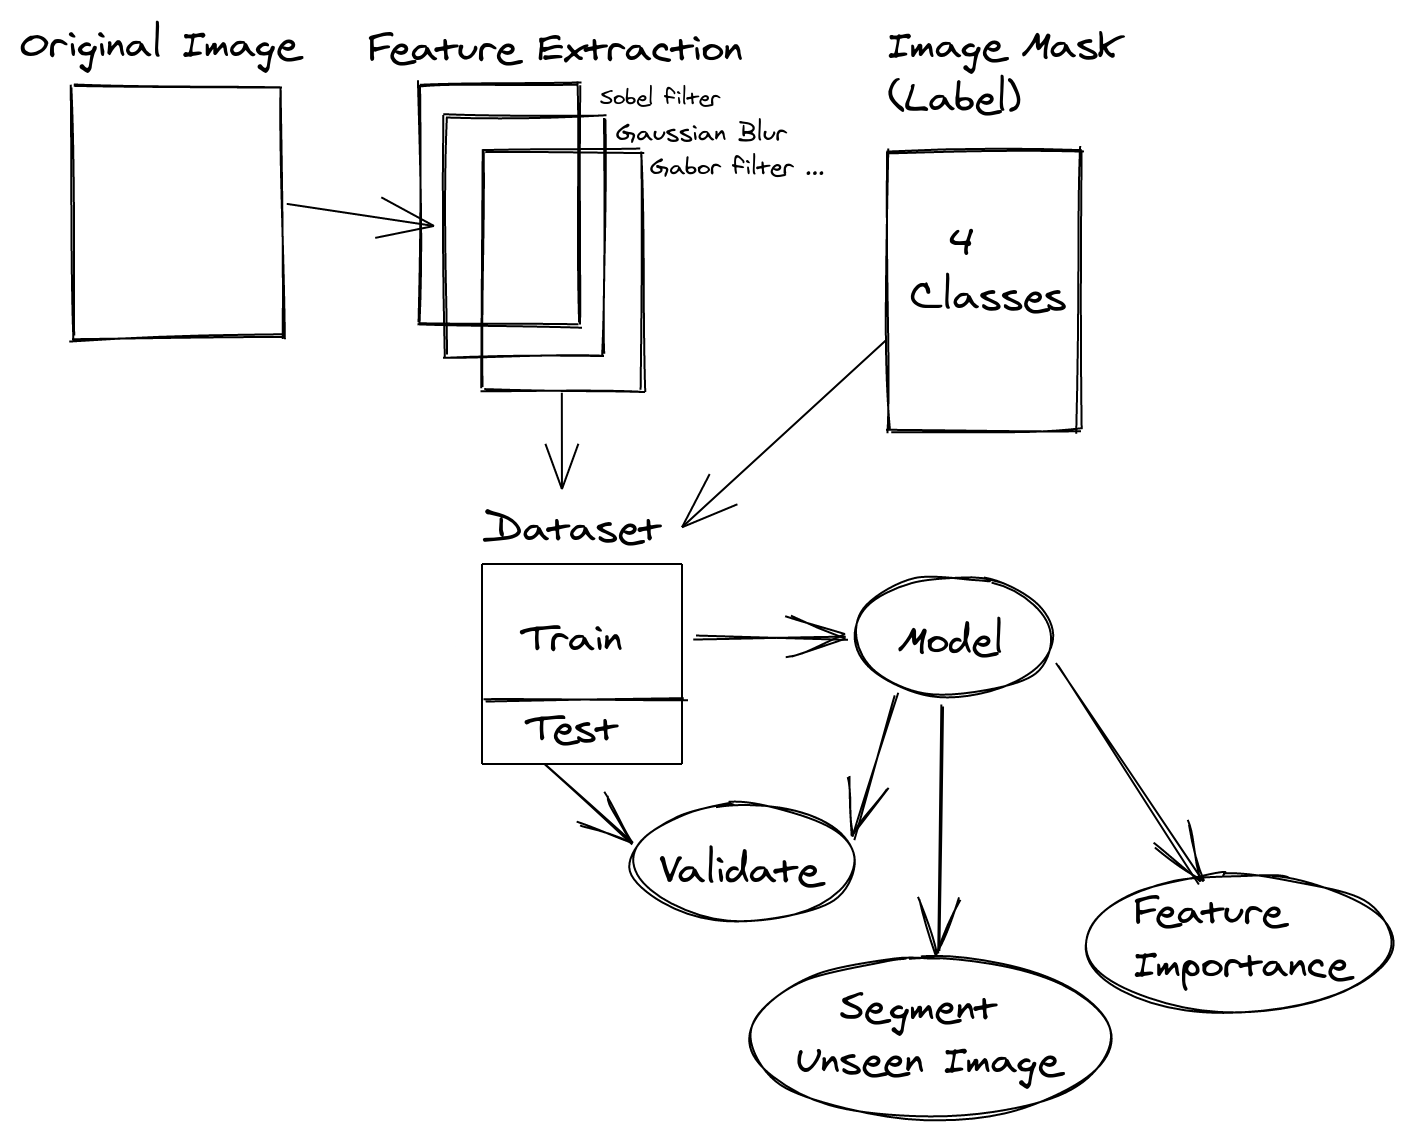 Original Image
Feature Extraction
Sobel filter
Gaussian Blur
Gabor filter ...
Image Mask
(Label)
4
Classes
Dataset
Train
Test
Model
Validate
Feature
Importance
Segment
Unseen Image